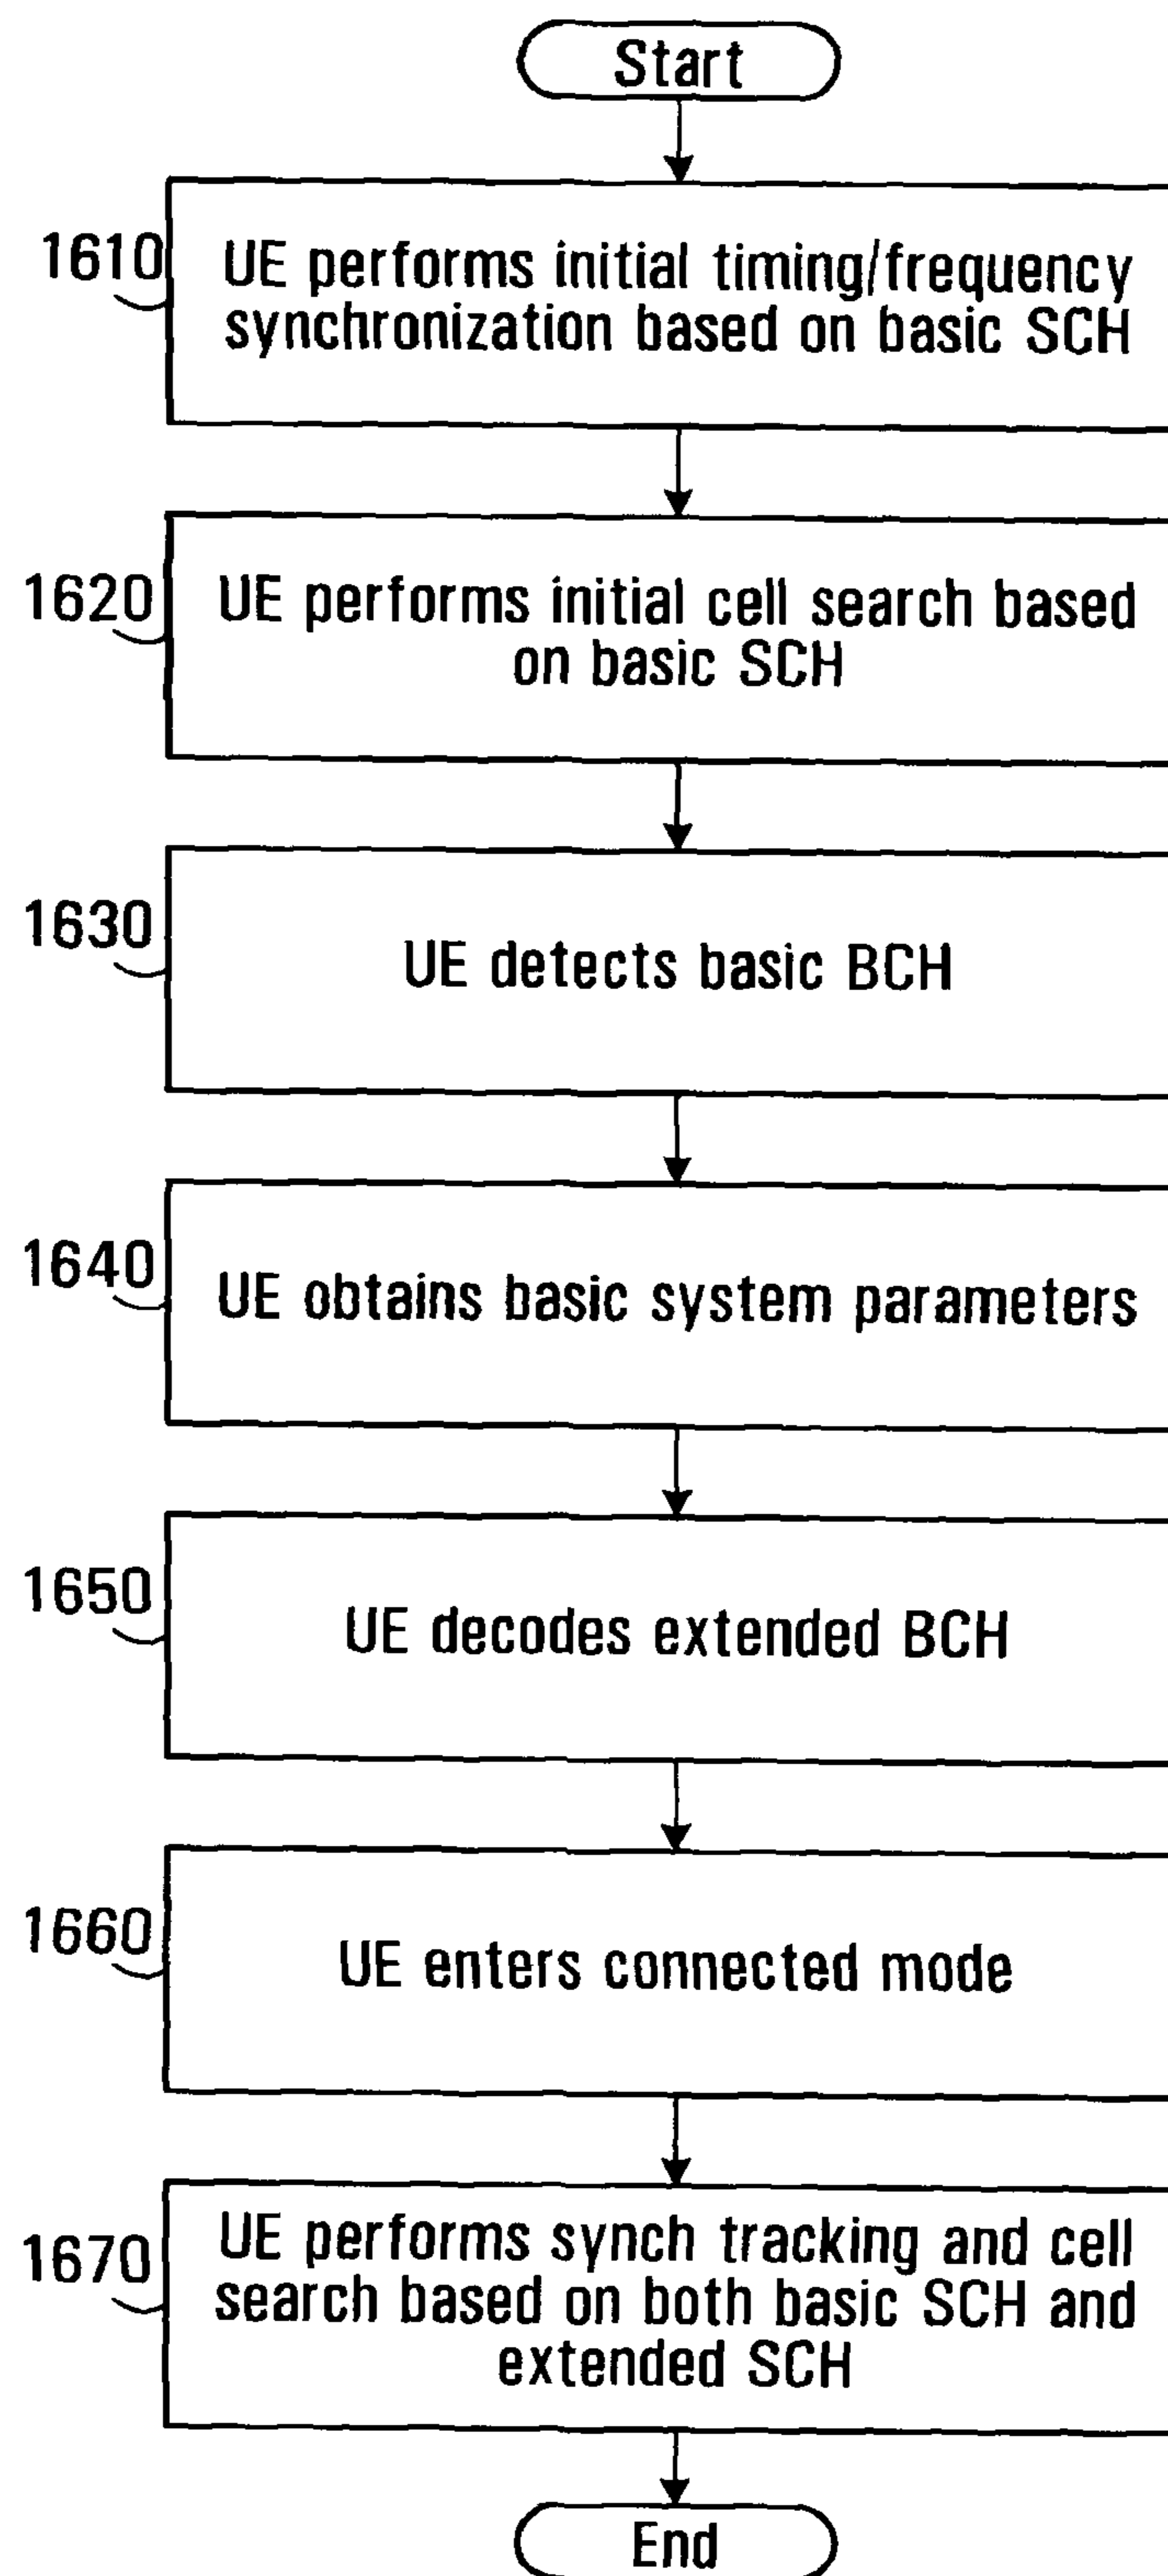 Start
1610
UE performs initial timing/frequency
synchronization based on basic SCH
1620
UE performs initial cell search based
on basic SCH
1630
UE detects basic BCH
1640
UE obtains basic system parameters
1650
UE decodes extended BCH
1660
UE enters connected mode
1670
UE performs synch tracking and cell
search based on both basic SCH and
extended SCH
End